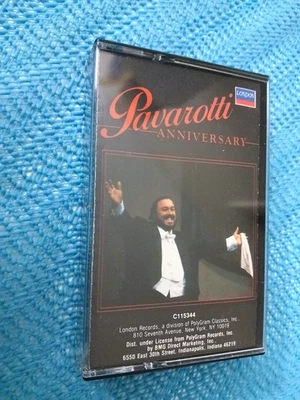 LONDON
Pavarotti
ANNIVERSARY
C115344
London Records, a division of PolyGram Classics, Inc.,
810 Seventh Avenue, New York, NY 10019
Dist. under License from PolyGram Records, Inc.
by BMG Direct Marketing, Inc.
6550 East 30th Street, Indianapolis, Indiana 46219